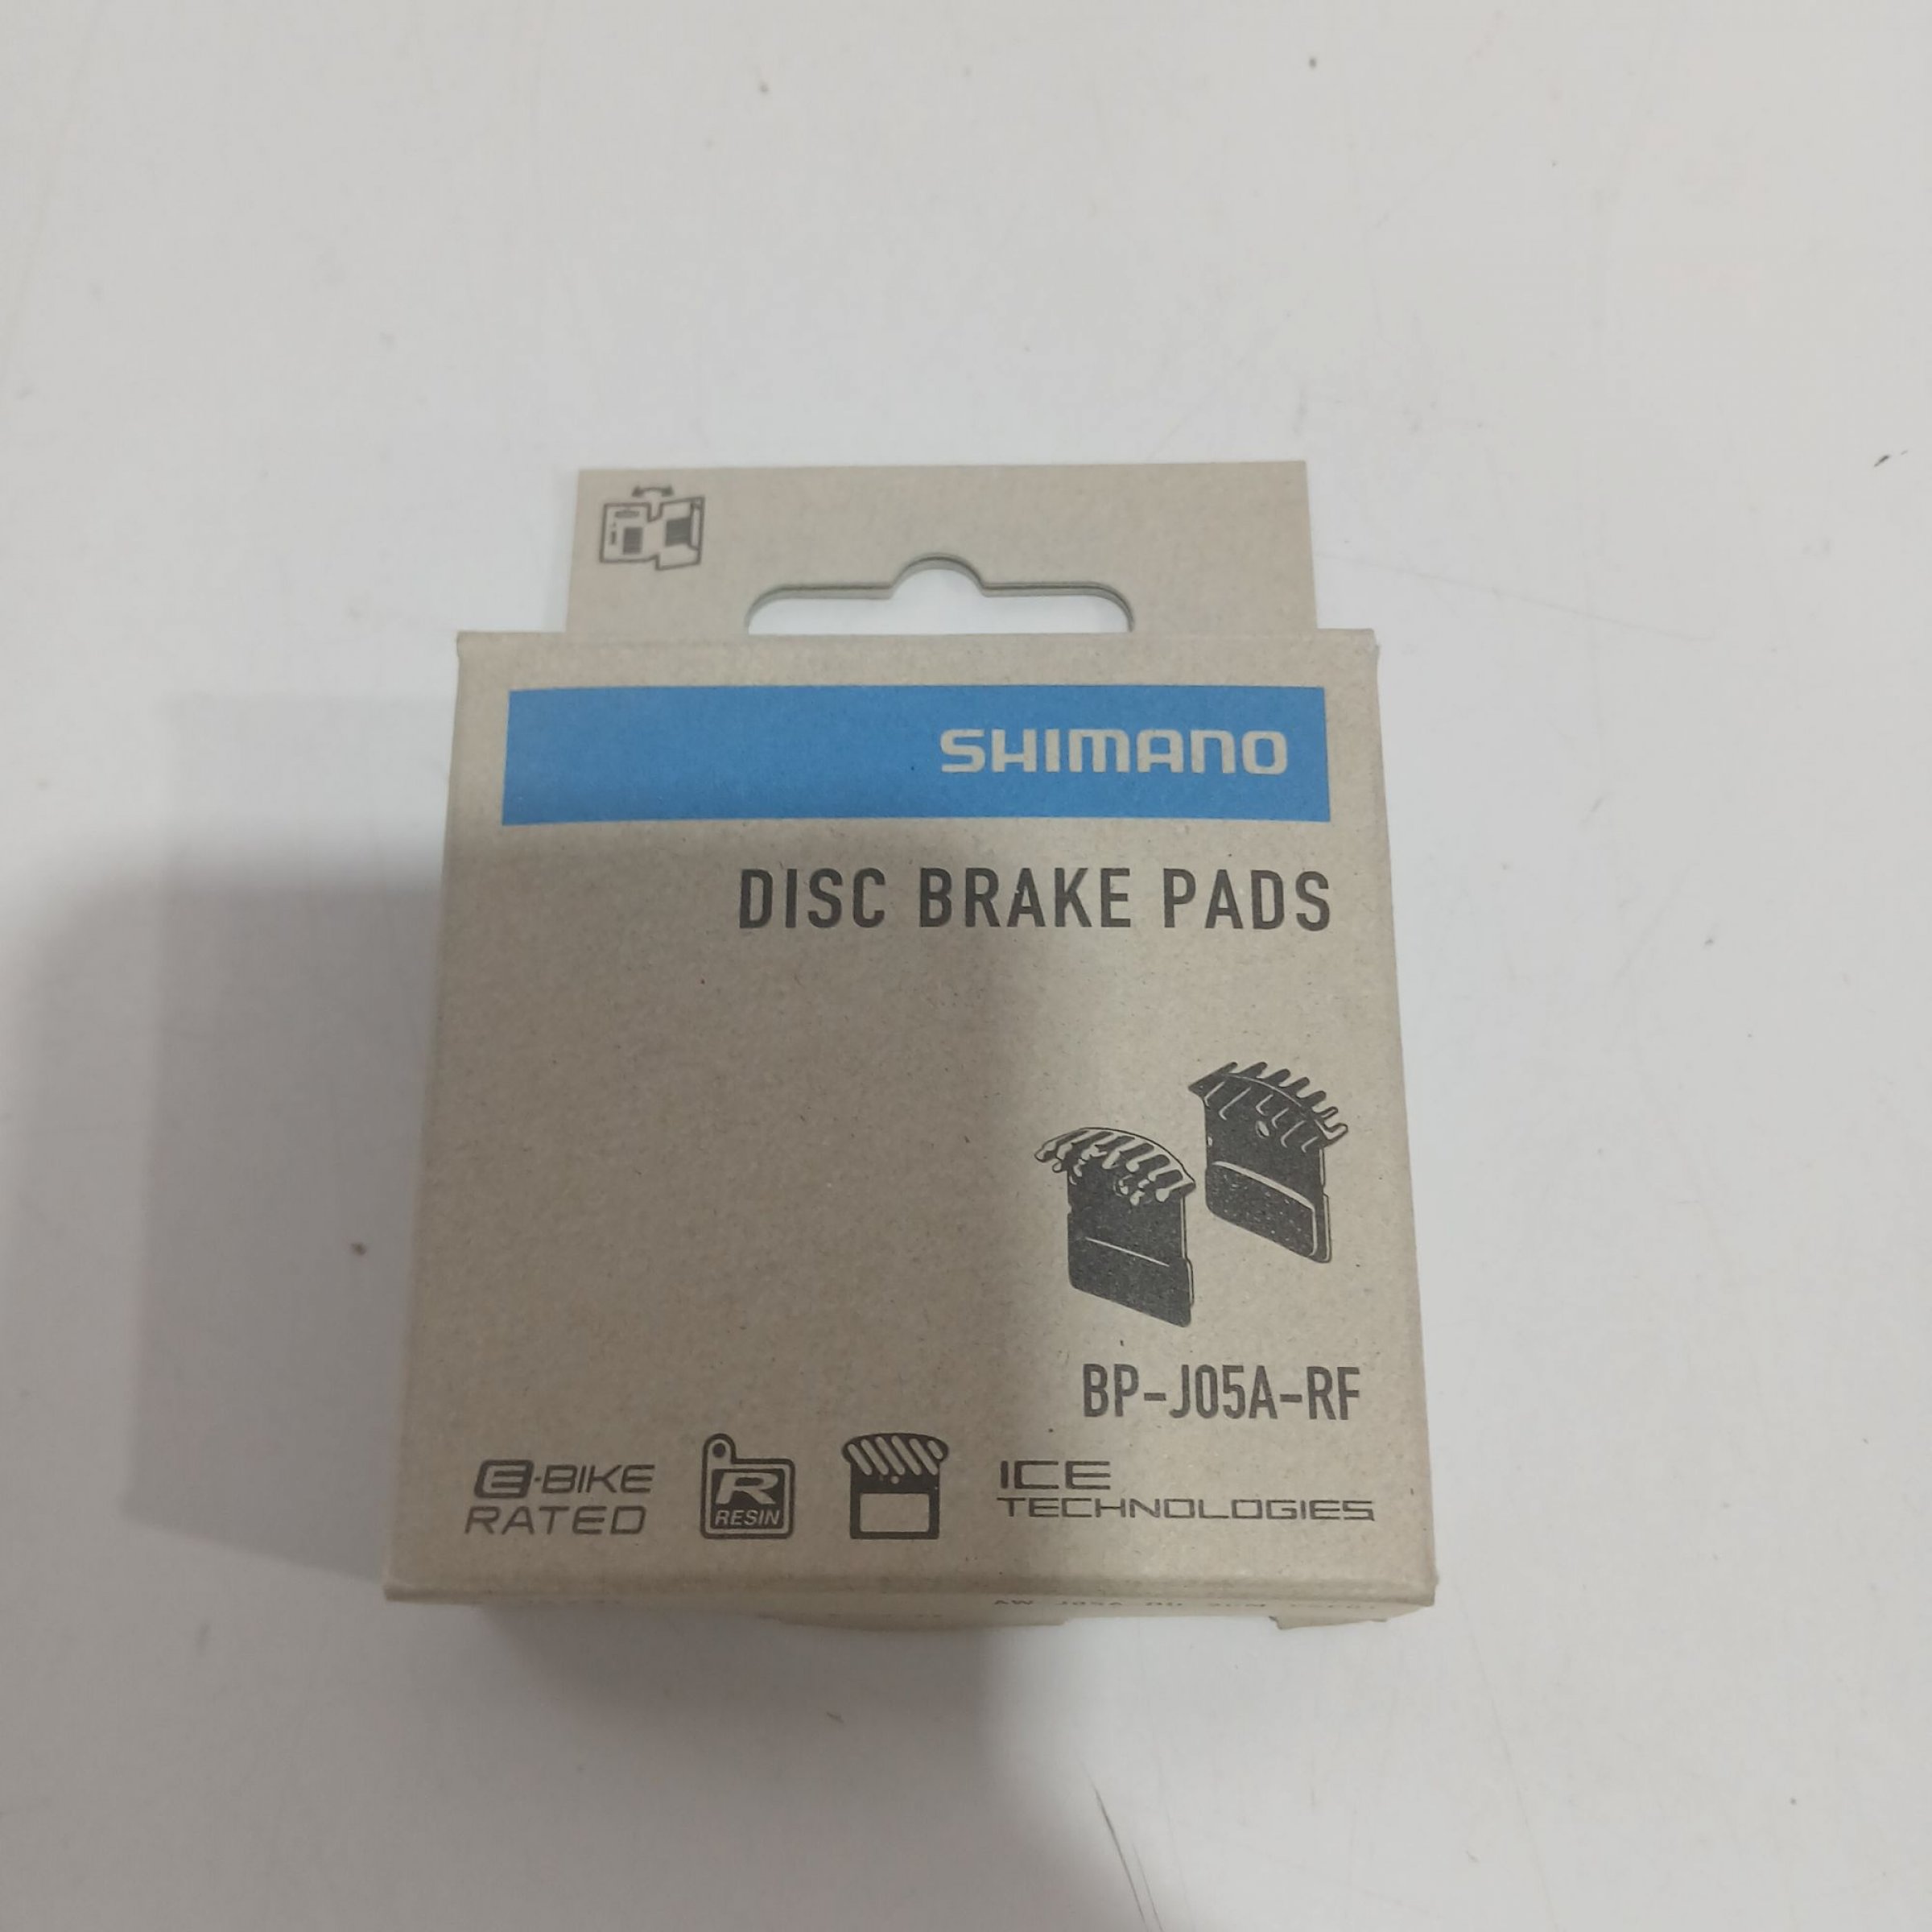 SHIMANO
DISC BRAKE PADS
BP-J05A-RF
E-BIKE
RATED
R
RESIN
ICE
TECHNOLOGIES